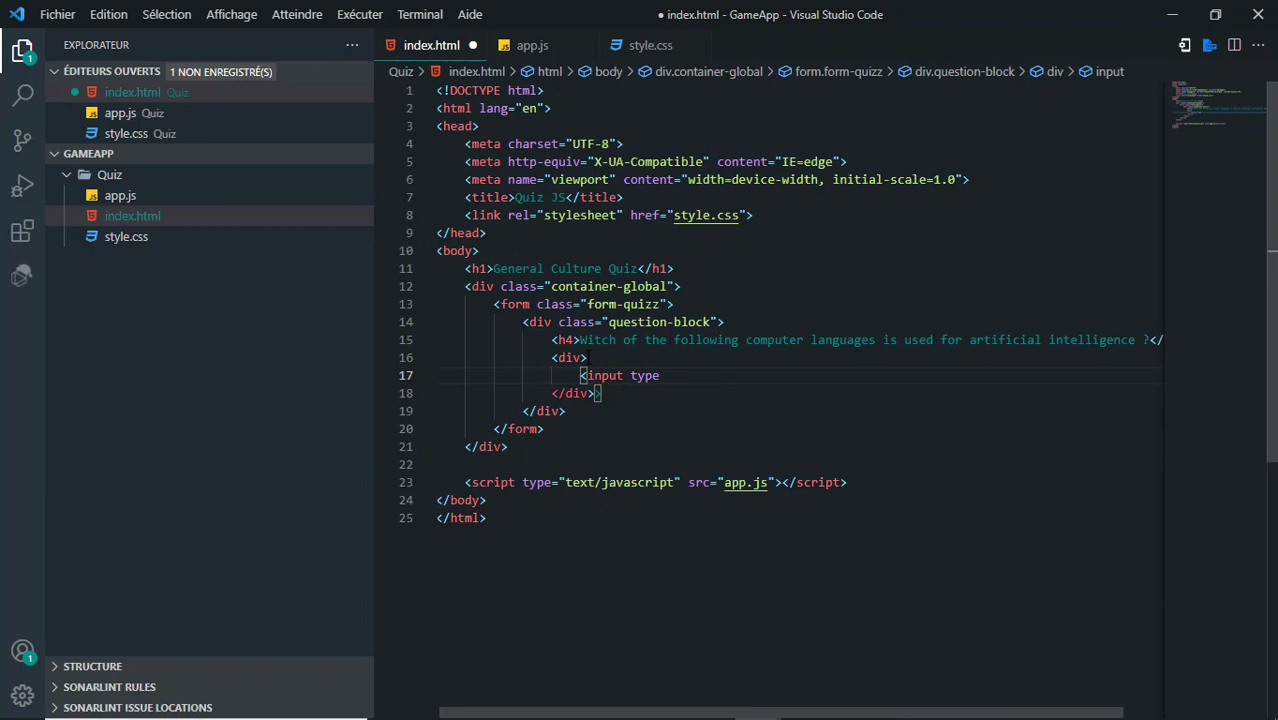 Fichier Edition Sélection Affichage Atteindre Exécuter Terminal Aide
● index.html - GameApp - Visual Studio Code
EXPLORATEUR
index.html
app.js
style.css
ÉDITEURS OUVERTS 1 NON ENREGISTRÉ(S)
index.html Quiz
app.js Quiz
style.css Quiz
GAMEAPP
Quiz
app.js
index.html
style.css
1
1
STRUCTURE
SONARLINT RULES
SONARLINT ISSUE LOCATIONS
Quiz > index.html > html > body > div.container-global > form.form-quizz > div.question-block > div > input
1 <!DOCTYPE html>
2 <html lang="en">
3 <head>
4 <meta charset="UTF-8">
5 <meta http-equiv="X-UA-Compatible" content="IE=edge">
6 <meta name="viewport" content="width=device-width, initial-scale=1.0">
7 <title>Quiz JS</title>
8 <link rel="stylesheet" href="style.css">
9 </head>
10 <body>
11 <h1>General Culture Quiz</h1>
12 <div class="container-global">
13 <form class="form-quizz">
14 <div class="question-block">
15 <h4>Witch of the following computer languages is used for artificial intelligence ?</
16 <div>
17 <input type
18 </div>>
19 </div>
20 </form>
21 </div>
22
23 <script type="text/javascript" src="app.js"></script>
24 </body>
25 </html>